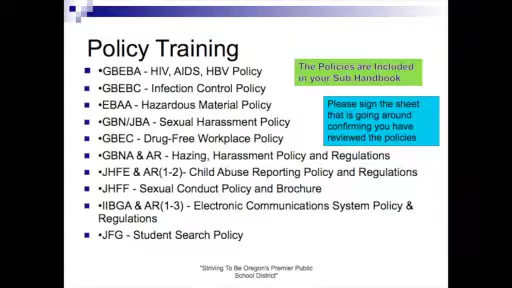 Policy Training
•GBEBA - HIV, AIDS, HBV Policy
•GBEBC - Infection Control Policy
•EBAA - Hazardous Material Policy
•GBN/JBA - Sexual Harassment Policy
•GBEC - Drug-Free Workplace Policy
•GBNA & AR - Hazing, Harassment Policy and Regulations
•JHFE & AR(1-2)- Child Abuse Reporting Policy and Regulations
•JHFF - Sexual Conduct Policy and Brochure
•IIBGA & AR(1-3) - Electronic Communications System Policy &
Regulations
•JFG - Student Search Policy
The Policies are Included
in your Sub Handbook
Please sign the sheet
that is going around
confirming you have
reviewed the policies
"Striving To Be Oregon's Premier Public
School District"